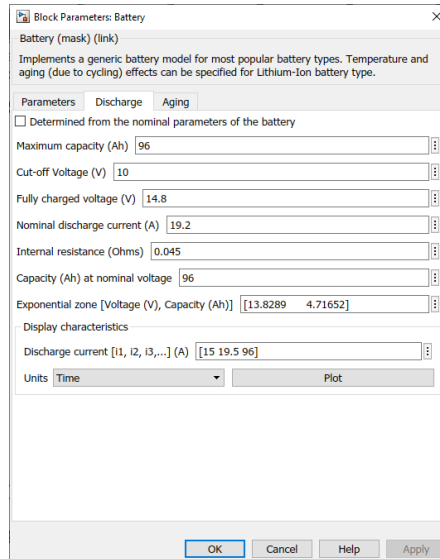 Block Parameters: Battery
Battery (mask) (link)
Implements a generic battery model for most popular battery types. Temperature and
aging (due to cycling) effects can be specified for Lithium-Ion battery type.
Parameters Discharge Aging
Determined from the nominal parameters of the battery
Maximum capacity (Ah) 96
Cut-off Voltage (V) 10
Fully charged voltage (V) 14.8
Nominal discharge current (A) 19.2
Internal resistance (Ohms) 0.045
Capacity (Ah) at nominal voltage 96
Exponential zone [Voltage (V), Capacity (Ah)] [13.8289 4.71652]
Display characteristics
Discharge current [i1, i2, i3,...] (A) [15 19.5 96]
Units Time Plot
OK Cancel Help Apply